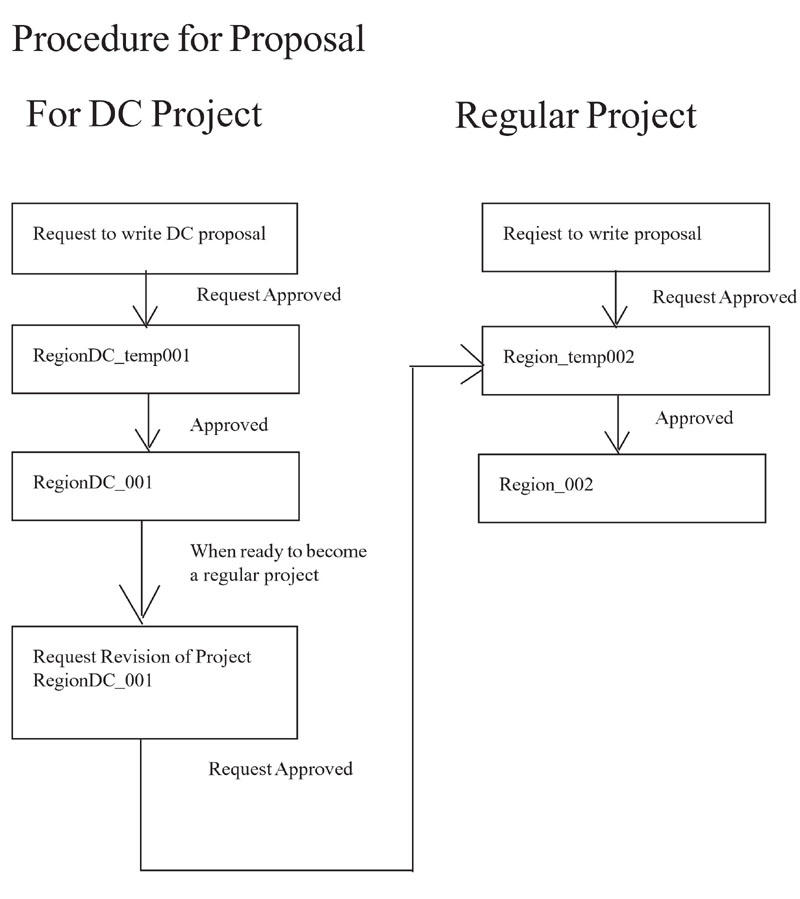 Procedure for Proposal
For DC Project
Request to write DC proposal
Request Approved
RegionDC_temp001
Approved
RegionDC_001
When ready to become
a regular project
Request Revision of Project
RegionDC_001
Request Approved
Regular Project
Reqiest to write proposal
Request Approved
Region_temp002
Approved
Region_002